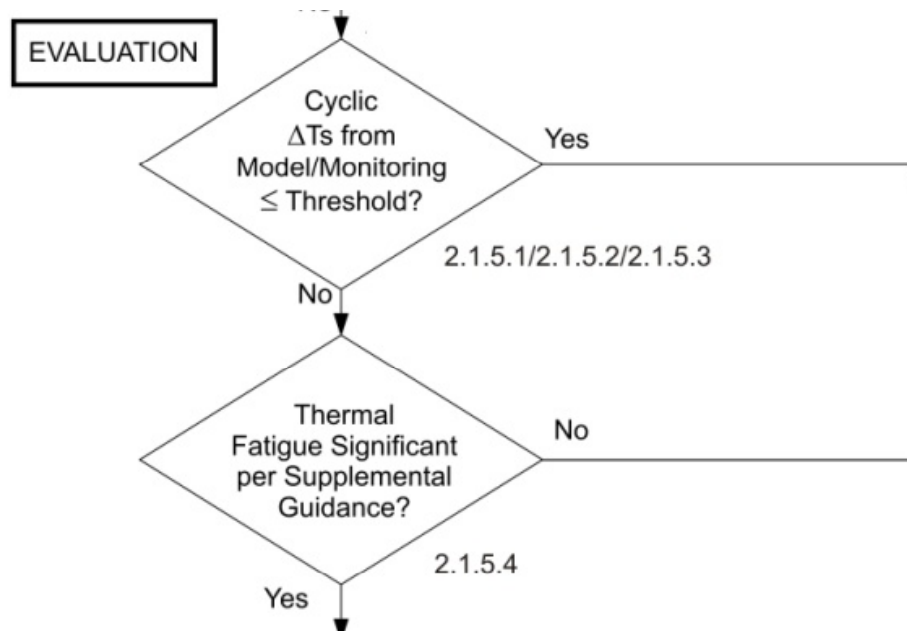 EVALUATION
Cyclic
ΔTs from
Model/Monitoring
≤ Threshold?
Yes
2.1.5.1/2.1.5.2/2.1.5.3
No
Thermal
Fatigue Significant
per Supplemental
Guidance?
No
2.1.5.4
Yes